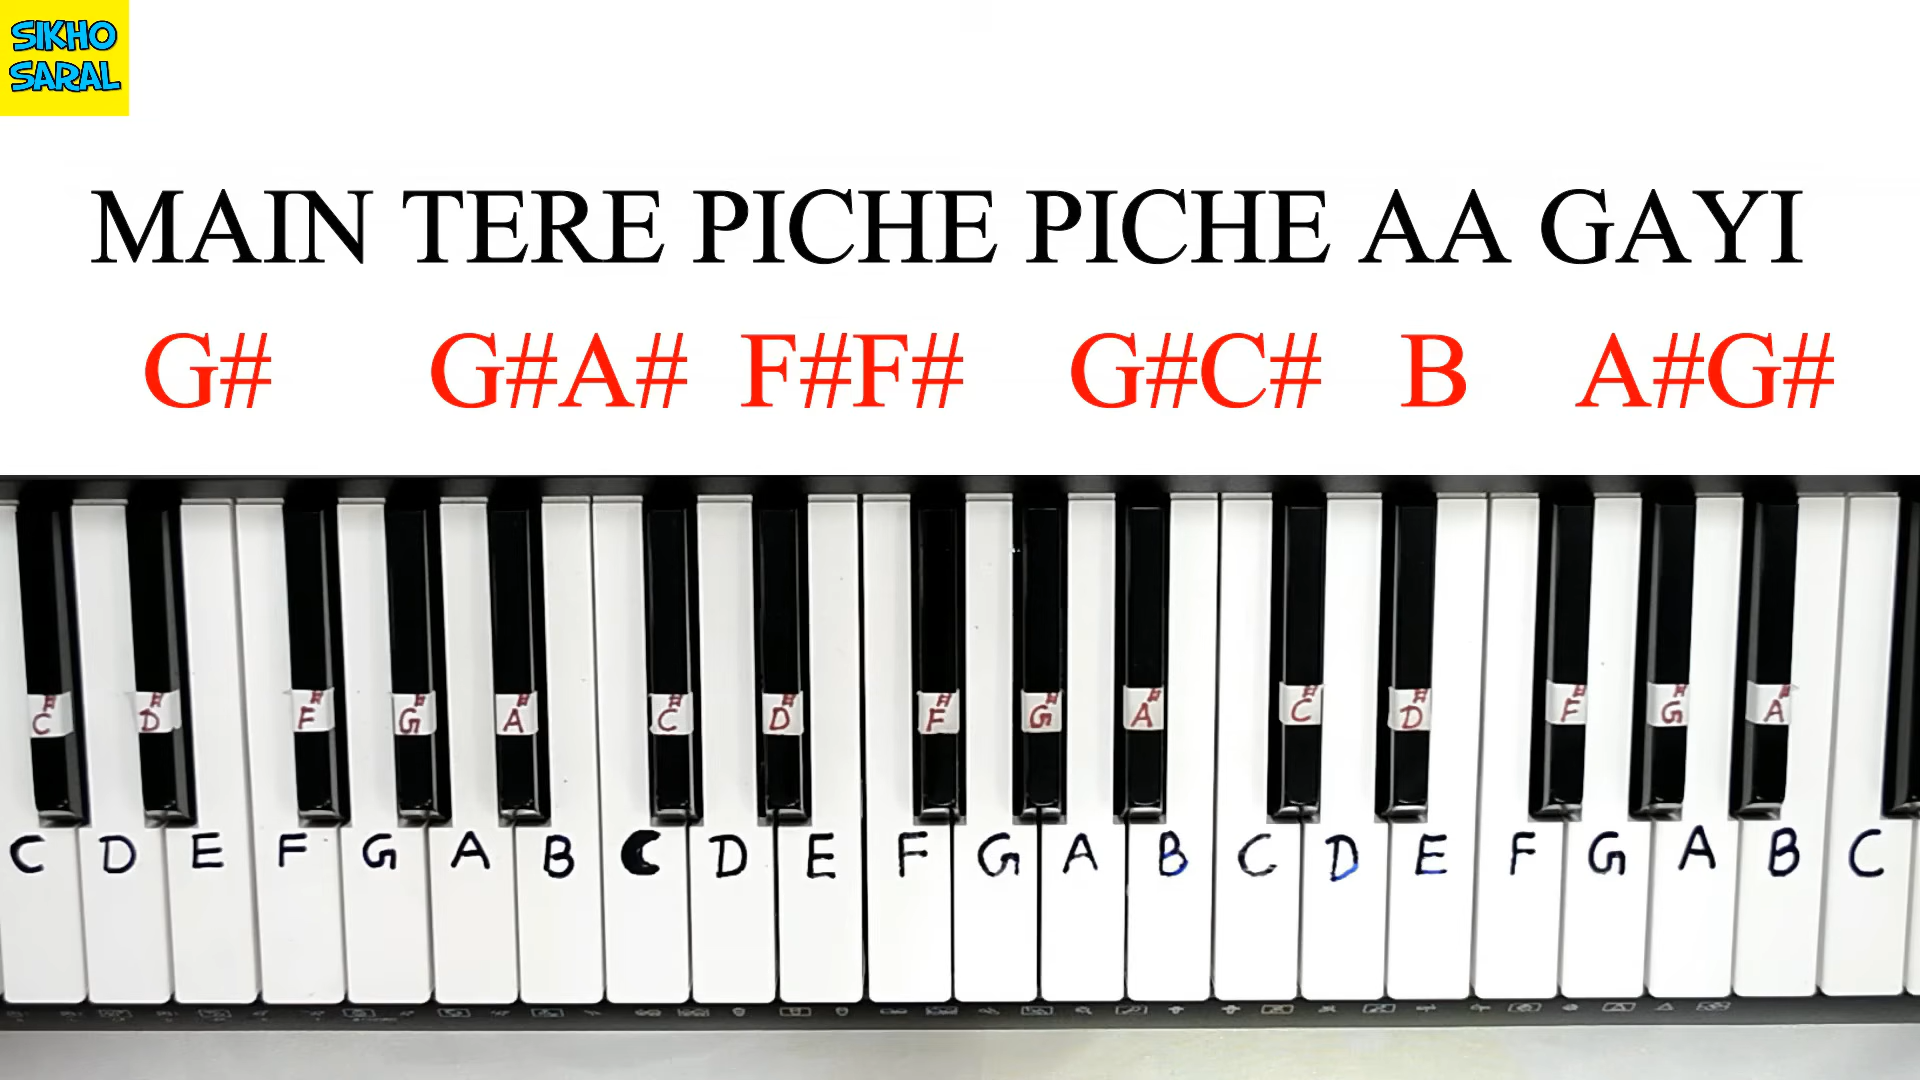 SIKHO
SARAL
MAIN TERE PICHE PICHE AA GAYI
G# G#A# F#F# G#C# B A#G#
C# D# F# G# A# C# D# F# G# A# C# D# F# G# A#
C D E F G A B C D E F G A B C D E F G A B C